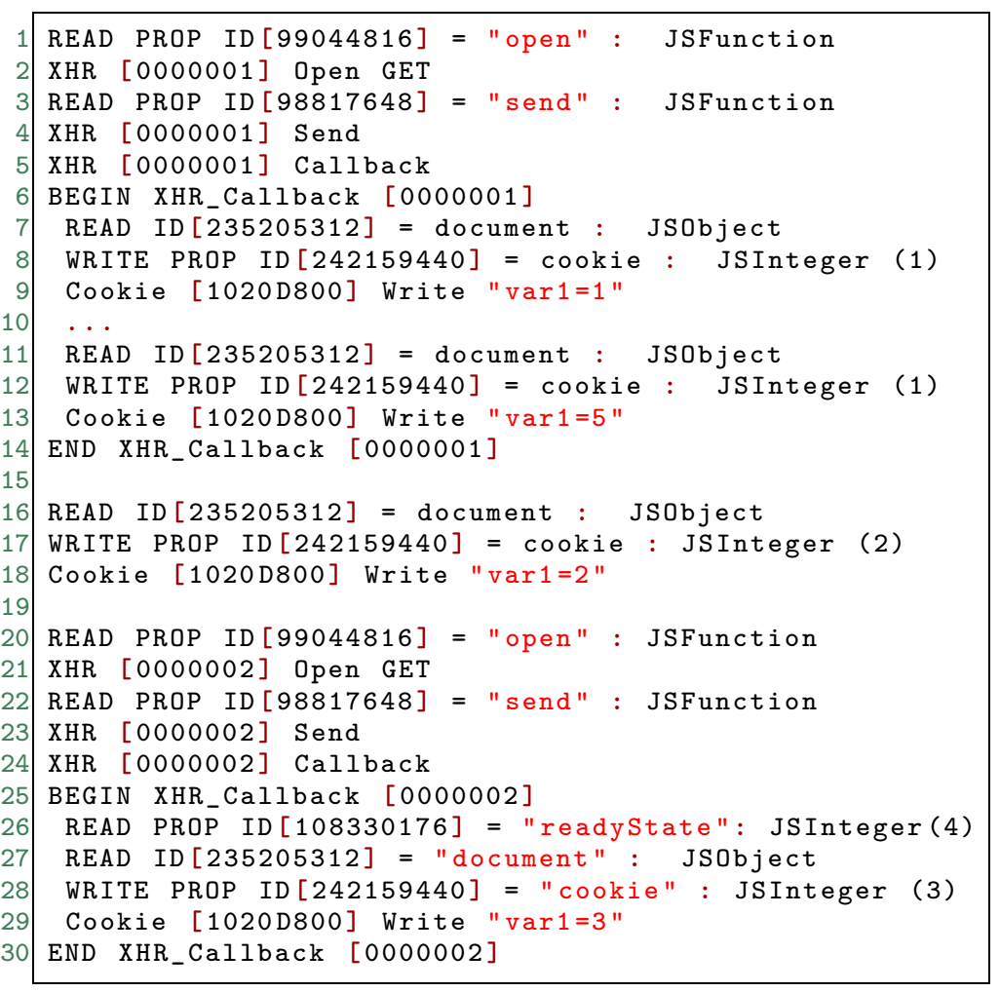 1 READ PROP ID[99044816] = "open" :  JSFunction
2 XHR [0000001] Open GET
3 READ PROP ID[98817648] = "send" :  JSFunction
4 XHR [0000001] Send
5 XHR [0000001] Callback
6 BEGIN XHR_Callback [0000001]
7  READ ID[235205312] = document :  JSObject
8  WRITE PROP ID[242159440] = cookie :  JSInteger (1)
9  Cookie [1020D800] Write "var1=1"
10  ...
11  READ ID[235205312] = document :  JSObject
12  WRITE PROP ID[242159440] = cookie :  JSInteger (1)
13  Cookie [1020D800] Write "var1=5"
14 END XHR_Callback [0000001]
15
16 READ ID[235205312] = document :  JSObject
17 WRITE PROP ID[242159440] = cookie : JSInteger (2)
18 Cookie [1020D800] Write "var1=2"
19
20 READ PROP ID[99044816] = "open" : JSFunction
21 XHR [0000002] Open GET
22 READ PROP ID[98817648] = "send" : JSFunction
23 XHR [0000002] Send
24 XHR [0000002] Callback
25 BEGIN XHR_Callback [0000002]
26  READ PROP ID[108330176] = "readyState": JSInteger(4)
27  READ ID[235205312] = "document" :  JSObject
28  WRITE PROP ID[242159440] = "cookie" : JSInteger (3)
29  Cookie [1020D800] Write "var1=3"
30 END XHR_Callback [0000002]